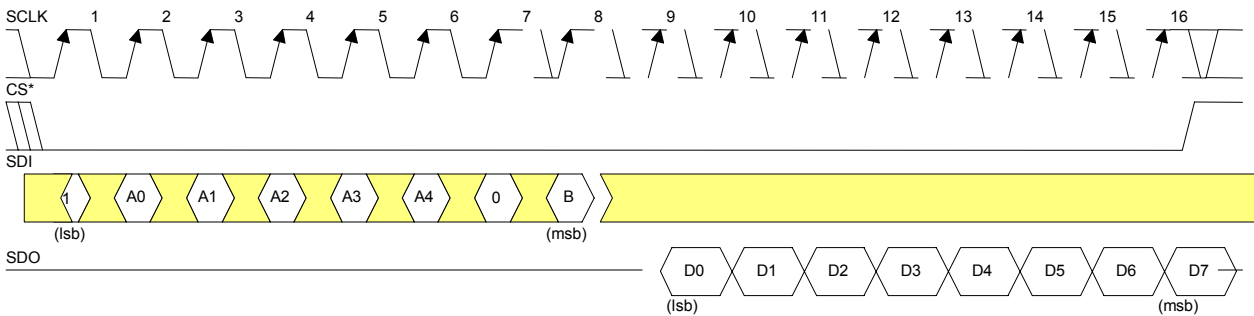 SCLK 1 2 3 4 5 6 7 8 9 10 11 12 13 14 15 16
CS*
SDI
1 A0 A1 A2 A3 A4 0 B
(lsb) (msb)
SDO
D0 D1 D2 D3 D4 D5 D6 D7
(lsb) (msb)